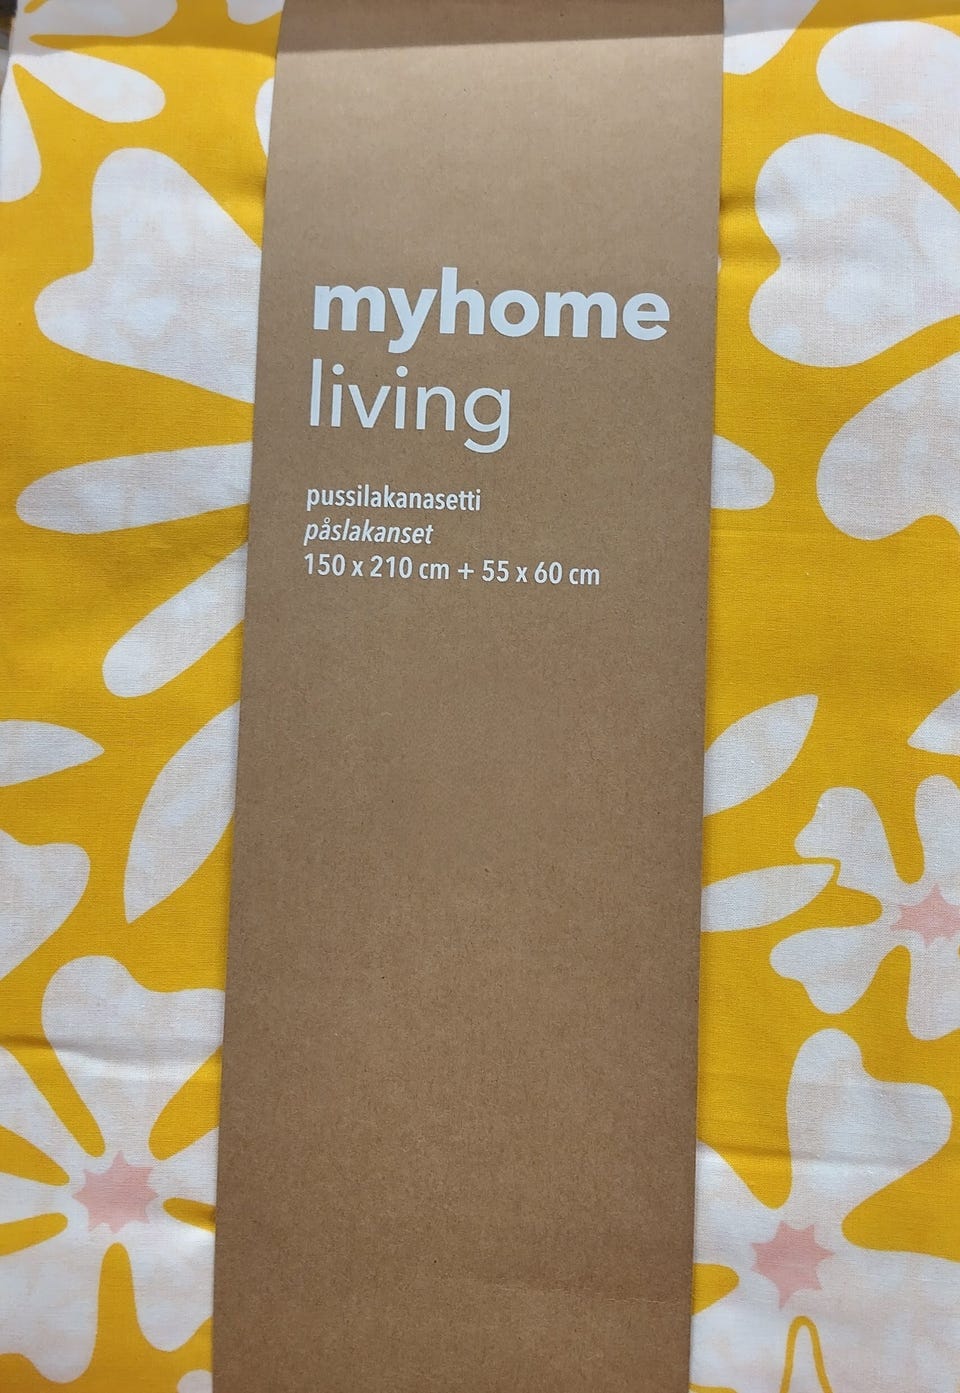 myhome
living
pussilakanasetti
påslakanset
150 x 210 cm + 55 x 60 cm